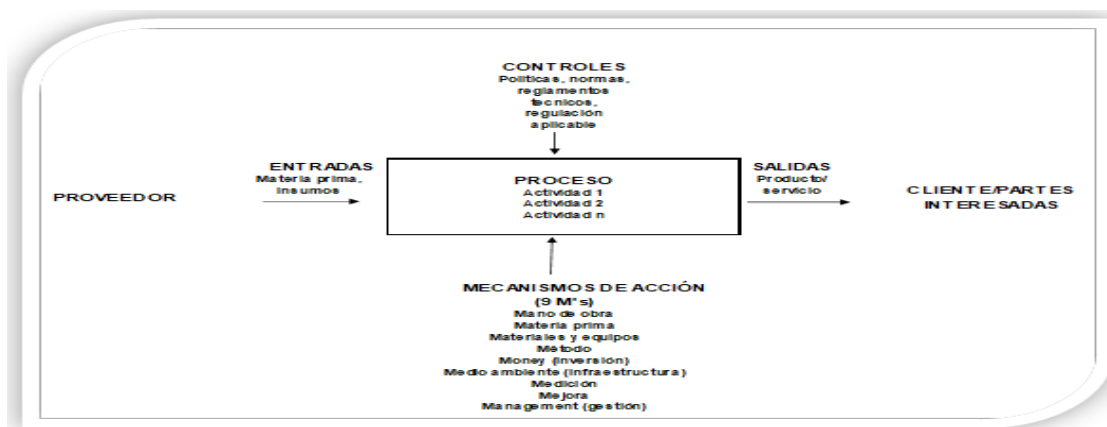 CONTROLES
Políticas, normas,
reglamentos
tecnicos,
regulación
aplicable
ENTRADAS
Materia prima,
insumos
PROVEEDOR
PROCESO
Actividad 1
Actividad 2
Actividad n
SALIDAS
Producto/
servicio
CLIENTE/PARTES
INTERESADAS
MECANISMOS DE ACCIÓN
(9 M's)
Mano de obra
Materia prima
Materiales y equipos
Método
Money (inversión)
Medio ambiente (infraestructura)
Medición
Mejora
Management (gestión)